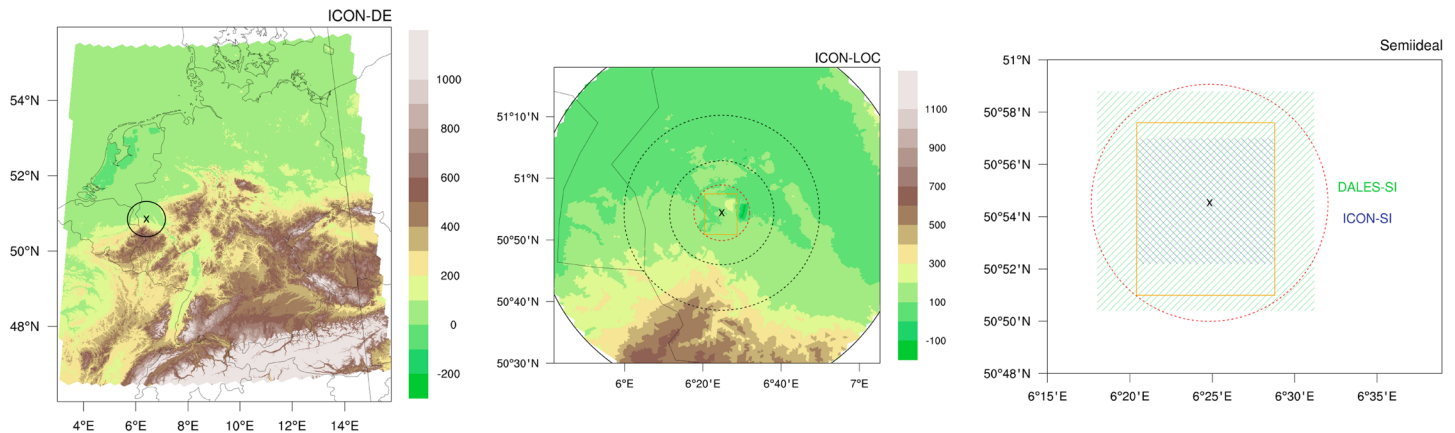 ICON-DE
54°N
52°N
50°N
48°N
4°E 6°E 8°E 10°E 12°E 14°E
x
1000
800
600
400
200
0
-200
ICON-LOC
51°10'N
51°N
50°50'N
50°40'N
50°30'N
6°E 6°20'E 6°40'E 7°E
x
1100
900
700
500
300
100
-100
Semiideal
51°N
50°58'N
50°56'N
50°54'N
50°52'N
50°50'N
50°48'N
6°15'E 6°20'E 6°25'E 6°30'E 6°35'E
x
DALES-SI
ICON-SI